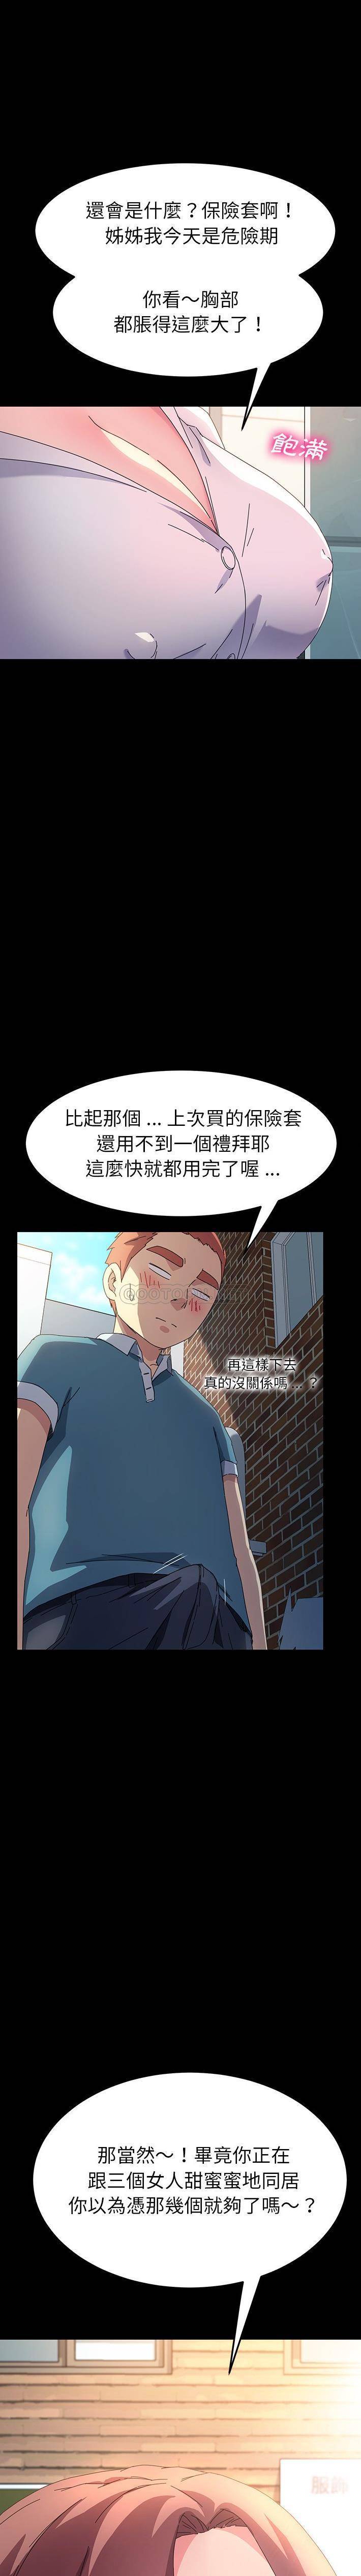 還會是什麼？保險套啊！
姊姊我今天是危險期
你看～胸部
都脹得這麼大了！
飽滿
比起那個 ... 上次買的保險套
還用不到一個禮拜耶
這麼快就都用完了喔 ...
再這樣下去
真的沒關係嗎 ... ？
那當然～！畢竟你正在
跟三個女人甜蜜蜜地同居
你以為憑那幾個就夠了嗎～？
服飾